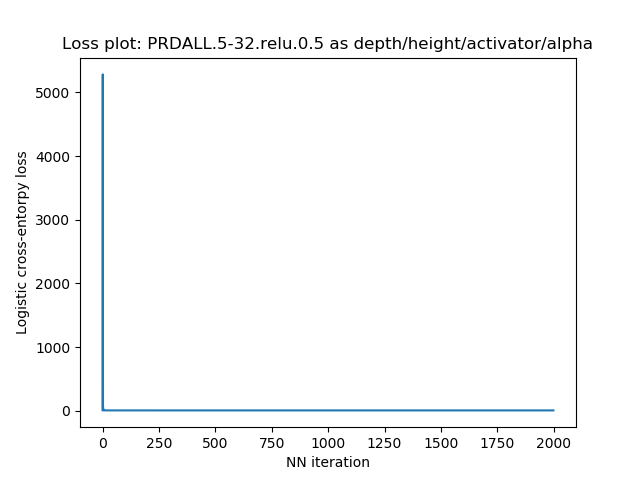 Loss plot: PRDALL.5-32.relu.0.5 as depth/height/activator/alpha
Logistic cross-entorpy loss
5000
4000
3000
2000
1000
0
0 250 500 750 1000 1250 1500 1750 2000
NN iteration